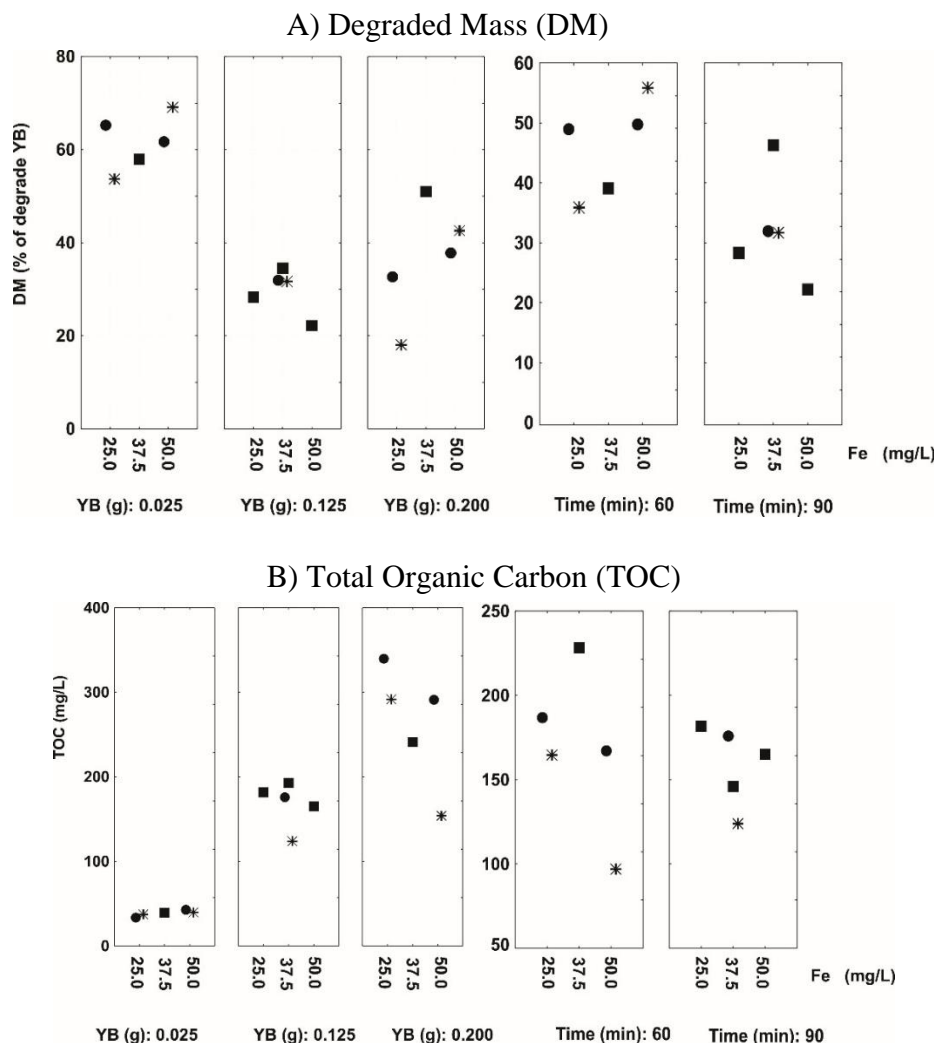 A) Degraded Mass (DM)
DM (% of degrade YB)
80
60
40
20
0
60
50
40
30
20
10
0
25.0 37.5 50.0 25.0 37.5 50.0 25.0 37.5 50.0 25.0 37.5 50.0 25.0 37.5 50.0 Fe (mg/L)
YB (g): 0.025 YB (g): 0.125 YB (g): 0.200 Time (min): 60 Time (min): 90
B) Total Organic Carbon (TOC)
TOC (mg/L)
400
300
200
100
0
250
200
150
100
50
25.0 37.5 50.0 25.0 37.5 50.0 25.0 37.5 50.0 25.0 37.5 50.0 25.0 37.5 50.0 Fe (mg/L)
YB (g): 0.025 YB (g): 0.125 YB (g): 0.200 Time (min): 60 Time (min): 90